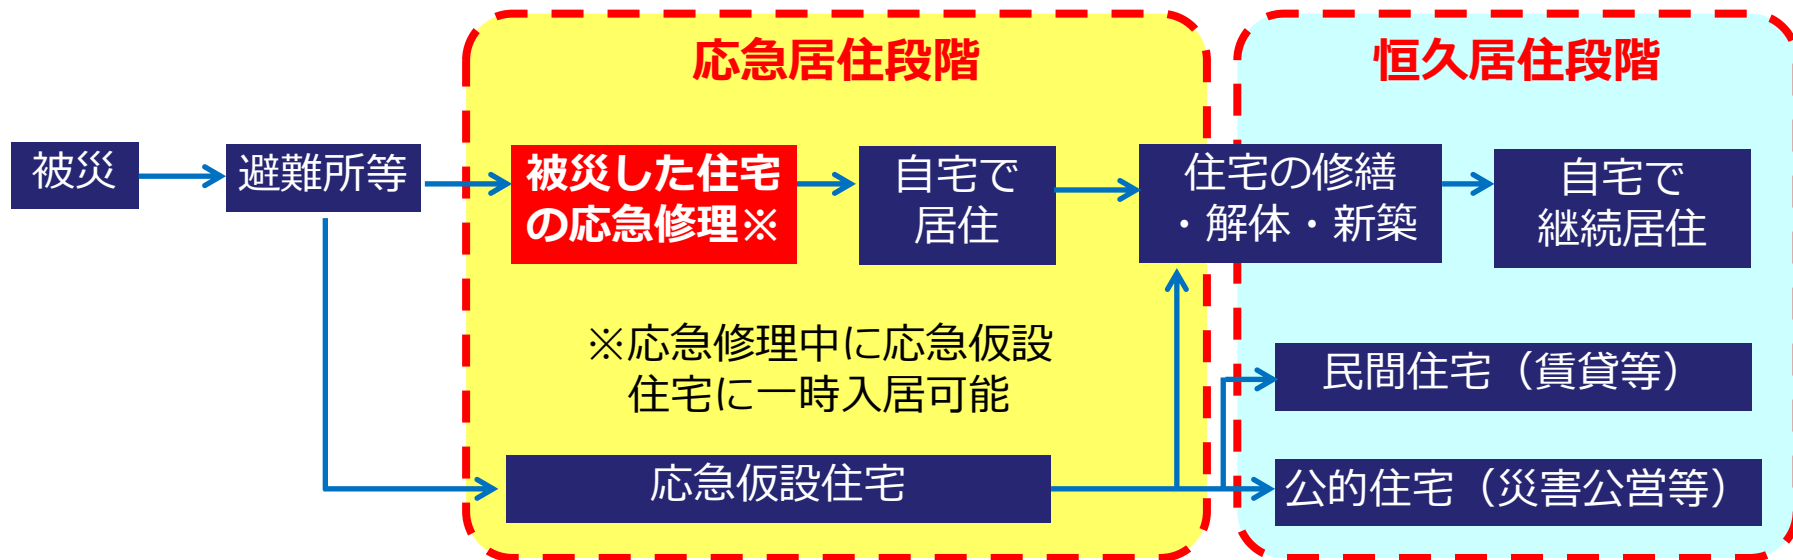 応急居住段階
恒久居住段階
被災
避難所等
被災した住宅
の応急修理※
自宅で
居住
住宅の修繕
・解体・新築
自宅で
継続居住
※応急修理中に応急仮設
住宅に一時入居可能
民間住宅（賃貸等）
応急仮設住宅
公的住宅（災害公営等）